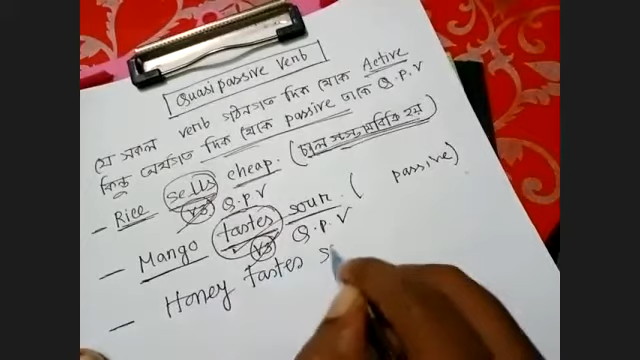 Quasi passive verb
যে সকল verb গঠনগত দিক থেকে Active
কিন্তু অর্থগত দিক থেকে passive তাকে Q.P.V
— Rice sells cheap. (চাল সস্তায় বিক্রি হয়)
V3 Q.P.V
— Mango tastes sour. ( passive)
V3 Q.P.V
— Honey tastes s